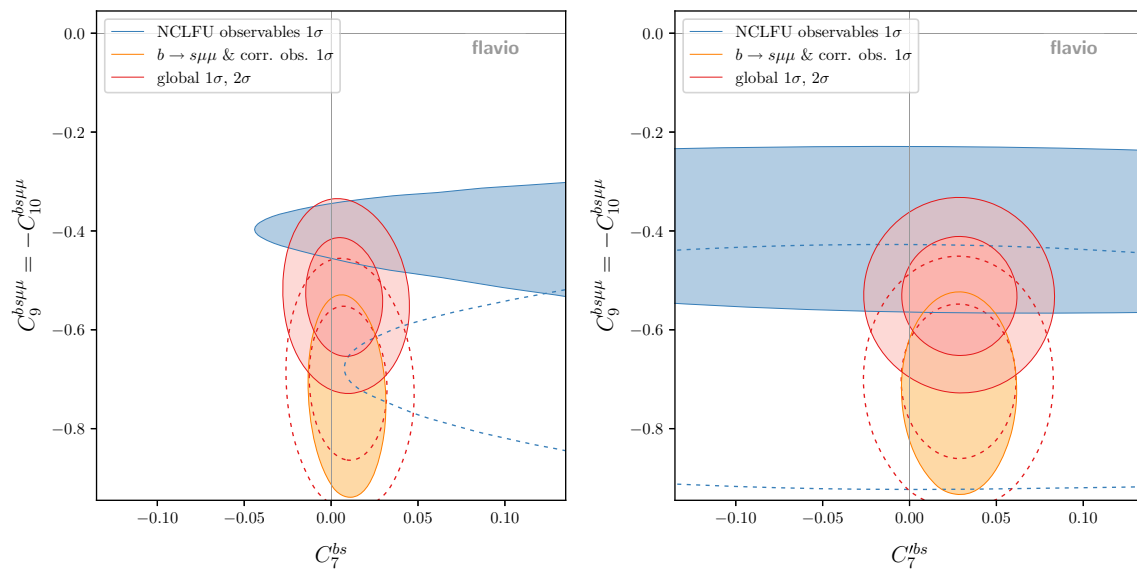 NCLFU observables 1σ
b → sμμ & corr. obs. 1σ
global 1σ, 2σ
flavio
0.0
−0.2
−0.4
−0.6
−0.8
C_9^{bsμμ} = −C_{10}^{bsμμ}
−0.10
−0.05
0.00
0.05
0.10
C_7^{bs}
NCLFU observables 1σ
b → sμμ & corr. obs. 1σ
global 1σ, 2σ
flavio
0.0
−0.2
−0.4
−0.6
−0.8
C_9^{bsμμ} = −C_{10}^{bsμμ}
−0.10
−0.05
0.00
0.05
0.10
C_7^{′bs}